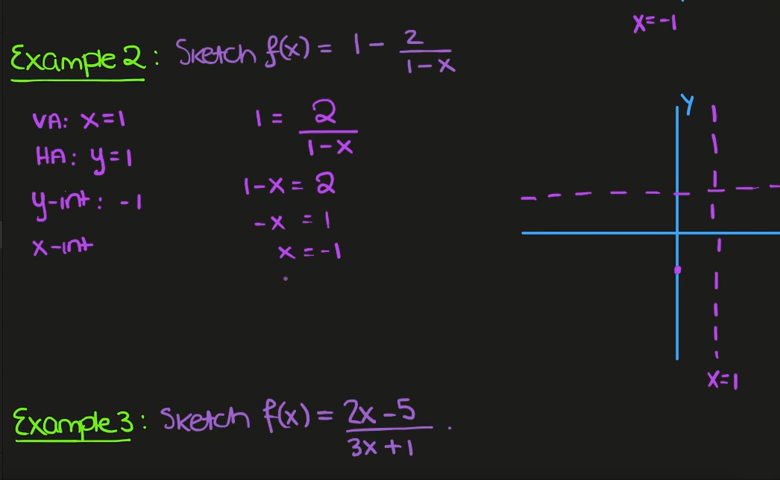 x=-1
Example 2: Sketch f(x) = 1 - 2/(1-x)
VA: x=1
HA: y=1
y-int: -1
x-int
1 = 2/(1-x)
1-x = 2
-x = 1
x = -1
y
x=1
Example 3: Sketch f(x) = (2x-5)/(3x+1).